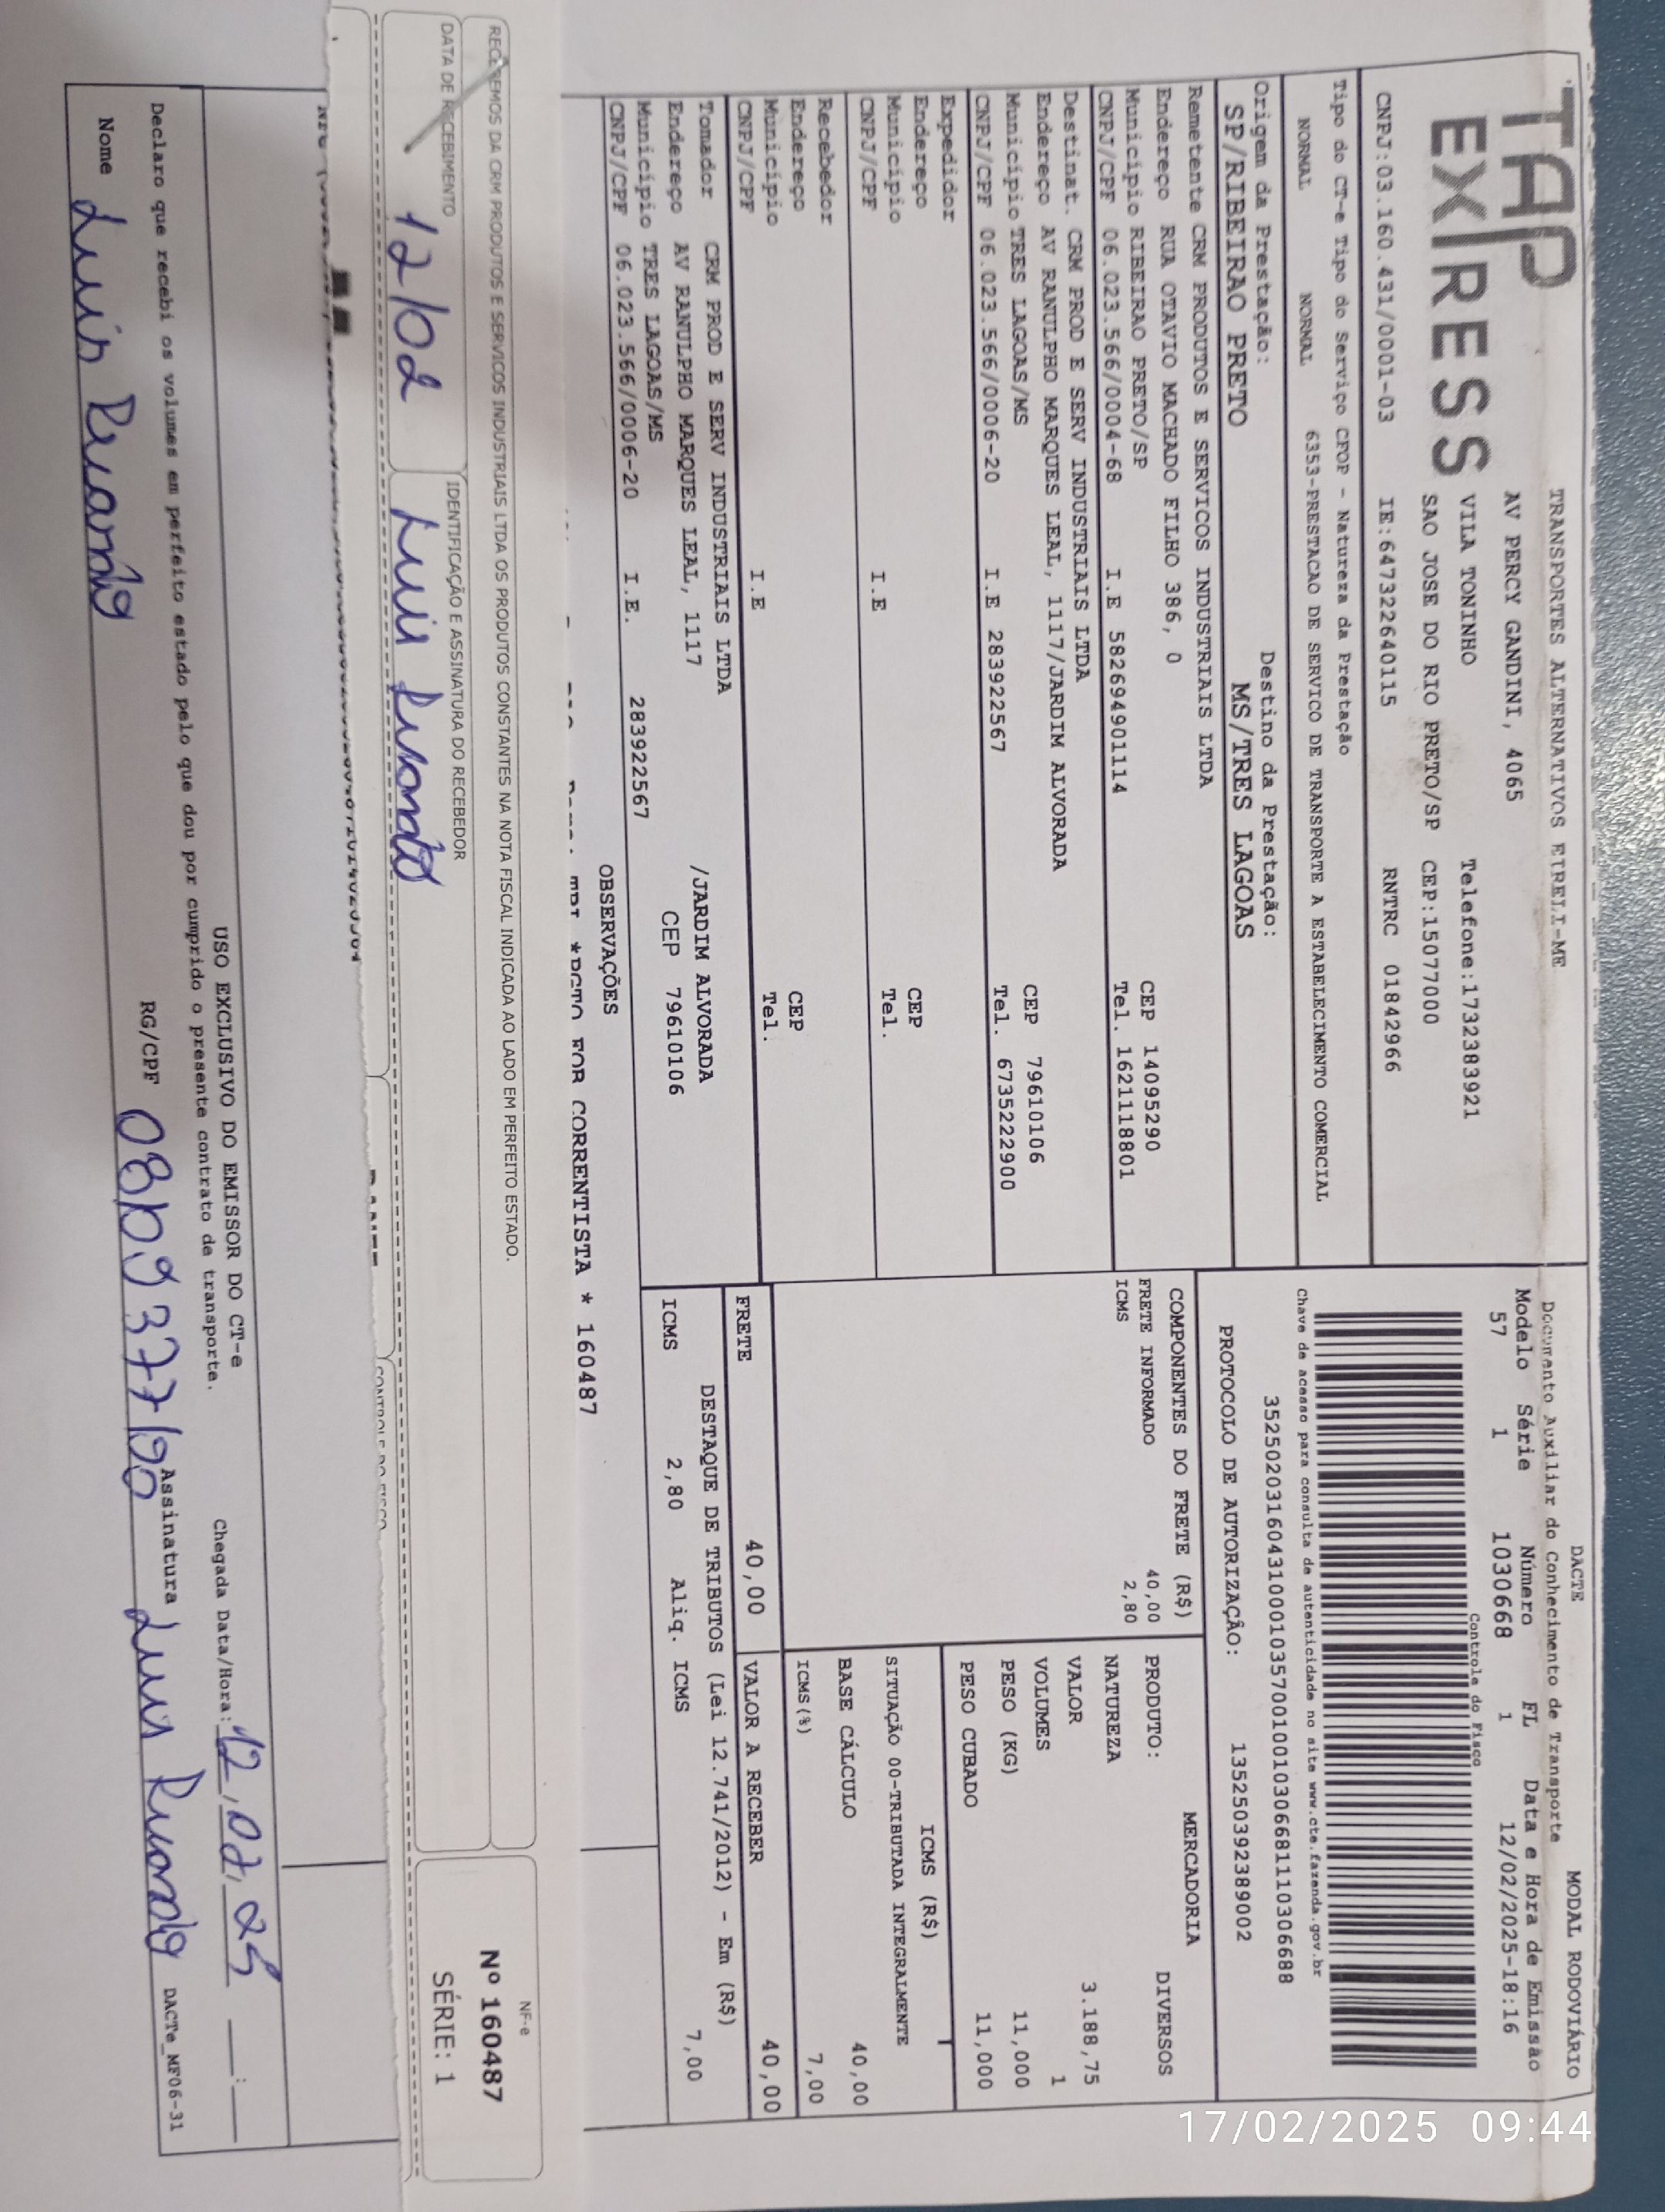 TAP
EXPRESS
TRANSPORTES ALTERNATIVOS EIRELI-ME
AV PERCY GANDINI, 4065
VILA TONINHO Telefone:1732383921
SAO JOSE DO RIO PRETO/SP CEP:15077000
CNPJ:03.160.431/0001-03 IE:647322640115 RNTRC 01842966
Tipo do CT-e Tipo do Serviço CFOP - Natureza da Prestação
NORMAL NORMAL 6353-PRESTACAO DE SERVICO DE TRANSPORTE A ESTABELECIMENTO COMERCIAL
Origem da Prestação: Destino da Prestação:
SP/RIBEIRAO PRETO MS/TRES LAGOAS
DACTE MODAL RODOVIÁRIO
Documento Auxiliar do Conhecimento de Transporte
Modelo Série Número FL Data e Hora de Emissão
57 1 1030668 1 12/02/2025-18:16
Controle do Fisco
Chave de acesso para consulta de autenticidade no site www.cte.fazenda.gov.br
35250203160431000103570010010306681110306688
PROTOCOLO DE AUTORIZAÇÃO: 135250392389002
Remetente CRM PRODUTOS E SERVICOS INDUSTRIAIS LTDA
Endereço RUA OTAVIO MACHADO FILHO 386, 0 CEP 14095290
Município RIBEIRAO PRETO/SP Tel. 1621118801
CNPJ/CPF 06.023.566/0004-68 I.E 582694901114
Destinat. CRM PROD E SERV INDUSTRIAIS LTDA
Endereço AV RANULPHO MARQUES LEAL, 1117/JARDIM ALVORADA CEP 79610106
Município TRES LAGOAS/MS Tel. 6735222900
CNPJ/CPF 06.023.566/0006-20 I.E 283922567
Expedidor
Endereço CEP
Município Tel.
CNPJ/CPF I.E
Recebedor
Endereço CEP
Município Tel.
CNPJ/CPF I.E
Tomador CRM PROD E SERV INDUSTRIAIS LTDA
Endereço AV RANULPHO MARQUES LEAL, 1117 /JARDIM ALVORADA
Município TRES LAGOAS/MS CEP 79610106
CNPJ/CPF 06.023.566/0006-20 I.E. 283922567
COMPONENTES DO FRETE (R$)
FRETE INFORMADO 40,00
ICMS 2,80
MERCADORIA
PRODUTO: DIVERSOS
NATUREZA
VALOR 3.188,75
VOLUMES 1
PESO (KG) 11,000
PESO CUBADO 11,000
ICMS (R$)
SITUAÇÃO 00-TRIBUTADA INTEGRALMENTE
BASE CÁLCULO 40,00
ICMS(%) 7,00
FRETE 40,00 VALOR A RECEBER 40,00
DESTAQUE DE TRIBUTOS (Lei 12.741/2012) - Em (R$)
ICMS 2,80 Aliq. ICMS 7,00
OBSERVAÇÕES
FOR CORRENTISTA * 160487
RECEBEMOS DA CRM PRODUTOS E SERVICOS INDUSTRIAIS LTDA OS PRODUTOS CONSTANTES NA NOTA FISCAL INDICADA AO LADO EM PERFEITO ESTADO.
DATA DE RECEBIMENTO IDENTIFICAÇÃO E ASSINATURA DO RECEBEDOR
12/02 Luis
NF-e
Nº 160487
SÉRIE: 1
CONTROLE DO FISCO
USO EXCLUSIVO DO EMISSOR DO CT-e
Declaro que recebi os volumes em perfeito estado pelo que dou por cumprido o presente contrato de transporte.
Chegada Data/Hora: 12,02,25 __:__
Nome Luis RG/CPF Assinatura Luis
DACTe_MF06-31
17/02/2025 09:44